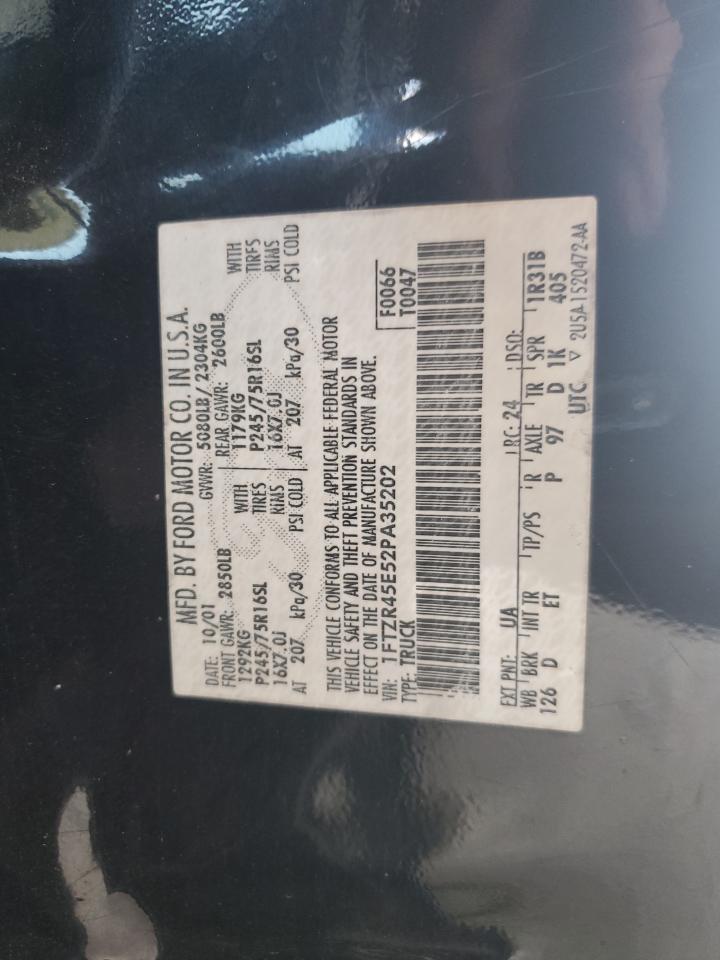 MFD. BY FORD MOTOR CO. IN U.S.A.
DATE: 10/01 GVWR: 5080LB / 2304KG
FRONT GAWR: 2850LB REAR GAWR: 2600LB
1292KG WITH 1179KG WITH
P245/75R16SL TIRES P245/75R16SL TIRES
16X7.0J RIMS 16X7.0J RIMS
AT 207 kPa/30 PSI COLD AT 207 kPa/30 PSI COLD
THIS VEHICLE CONFORMS TO ALL APPLICABLE FEDERAL MOTOR
VEHICLE SAFETY AND THEFT PREVENTION STANDARDS IN
EFFECT ON THE DATE OF MANUFACTURE SHOWN ABOVE.
VIN: 1FTZR45E52PA35202 F0066
TYPE: TRUCK T0047
EXT PNT: UA RC: 24 DSO:
WB BRK INT TR TP/PS R AXLE TR SPR 1R31B
126 D ET P 97 D 1K 405
UTC ▽ 2U5A 1520472-AA